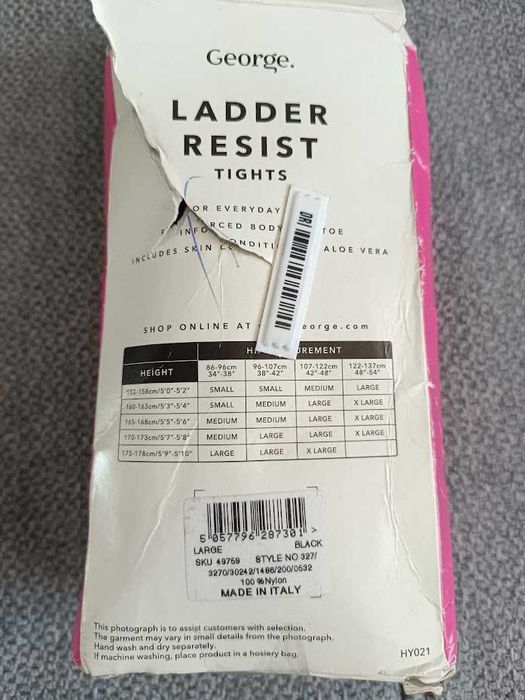 George.
LADDER
RESIST
TIGHTS
OR EVERYDAY
ORCED BODY TOE
INCLUDES SKIN CONDITI ALOE VERA
SHOP ONLINE AT eorge.com
UREMENT
HEIGHT 86-96cm 34"-38" 96-107cm 38"-42" 107-122cm 42"-48" 122-137cm 48"-54"
152-158cm/5'0"-5'2" SMALL SMALL MEDIUM LARGE
160-163cm/5'3"-5'4" SMALL MEDIUM LARGE X LARGE
165-168cm/5'5"-5'6" MEDIUM MEDIUM LARGE X LARGE
170-173cm/5'7"-5'8" MEDIUM LARGE LARGE X LARGE
175-178cm/5'9"-5'10" LARGE LARGE X LARGE
5 057796 287301 >
LARGE BLACK
SKU 49759 STYLE NO 327/
3270/30242/1486/200/0532
100 %Nylon
MADE IN ITALY
This photograph is to assist customers with selection.
The garment may vary in small details from the photograph.
Hand wash and dry separately.
If machine washing, place product in a hosiery bag.
HY021